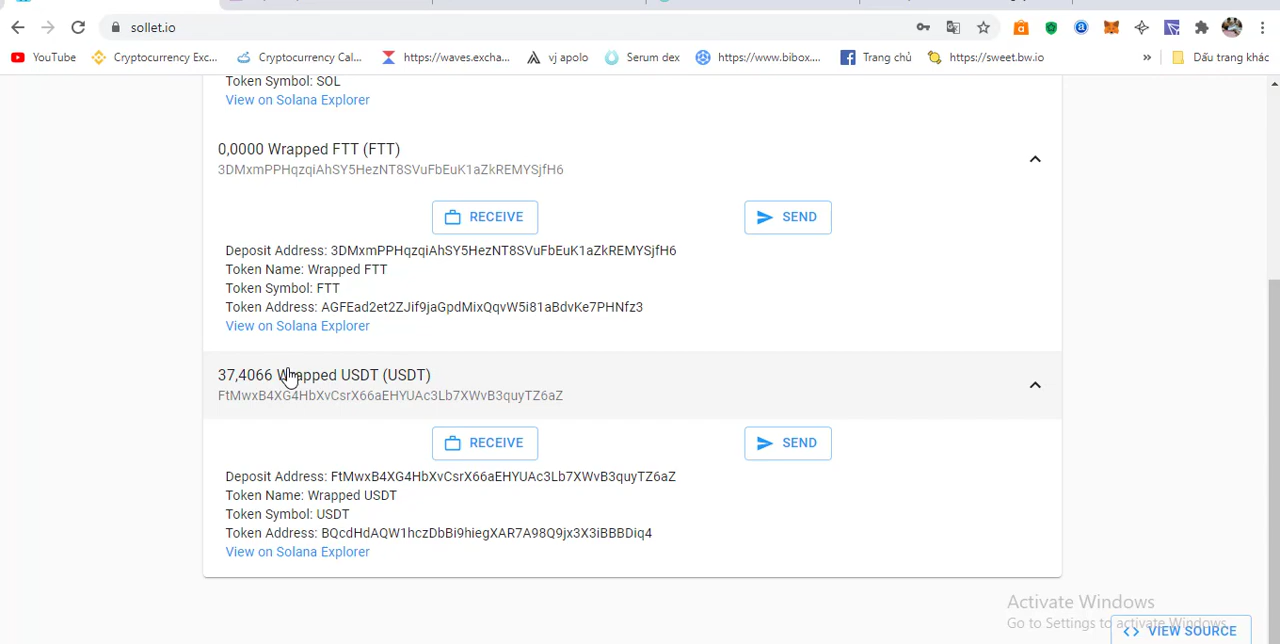 sollet.io
YouTube Cryptocurrency Exc... Cryptocurrency Cal... https://waves.excha... vj apolo Serum dex https://www.bibox.... Trang chủ https://sweet.bw.io » Dấu trang khác
Token Symbol: SOL
View on Solana Explorer
0,0000 Wrapped FTT (FTT)
3DMxmPPHqzqiAhSY5HezNT8SVuFbEuK1aZkREMYSjfH6
RECEIVE SEND
Deposit Address: 3DMxmPPHqzqiAhSY5HezNT8SVuFbEuK1aZkREMYSjfH6
Token Name: Wrapped FTT
Token Symbol: FTT
Token Address: AGFEad2et2ZJif9jaGpdMixQqvW5i81aBdvKe7PHNfz3
View on Solana Explorer
37,4066 Wrapped USDT (USDT)
FtMwxB4XG4HbXvCsrX66aEHYUAc3Lb7XWvB3quyTZ6aZ
RECEIVE SEND
Deposit Address: FtMwxB4XG4HbXvCsrX66aEHYUAc3Lb7XWvB3quyTZ6aZ
Token Name: Wrapped USDT
Token Symbol: USDT
Token Address: BQcdHdAQW1hczDbBi9hiegXAR7A98Q9jx3X3iBBBDiq4
View on Solana Explorer
Activate Windows
Go to Settings to activate Windows.
VIEW SOURCE